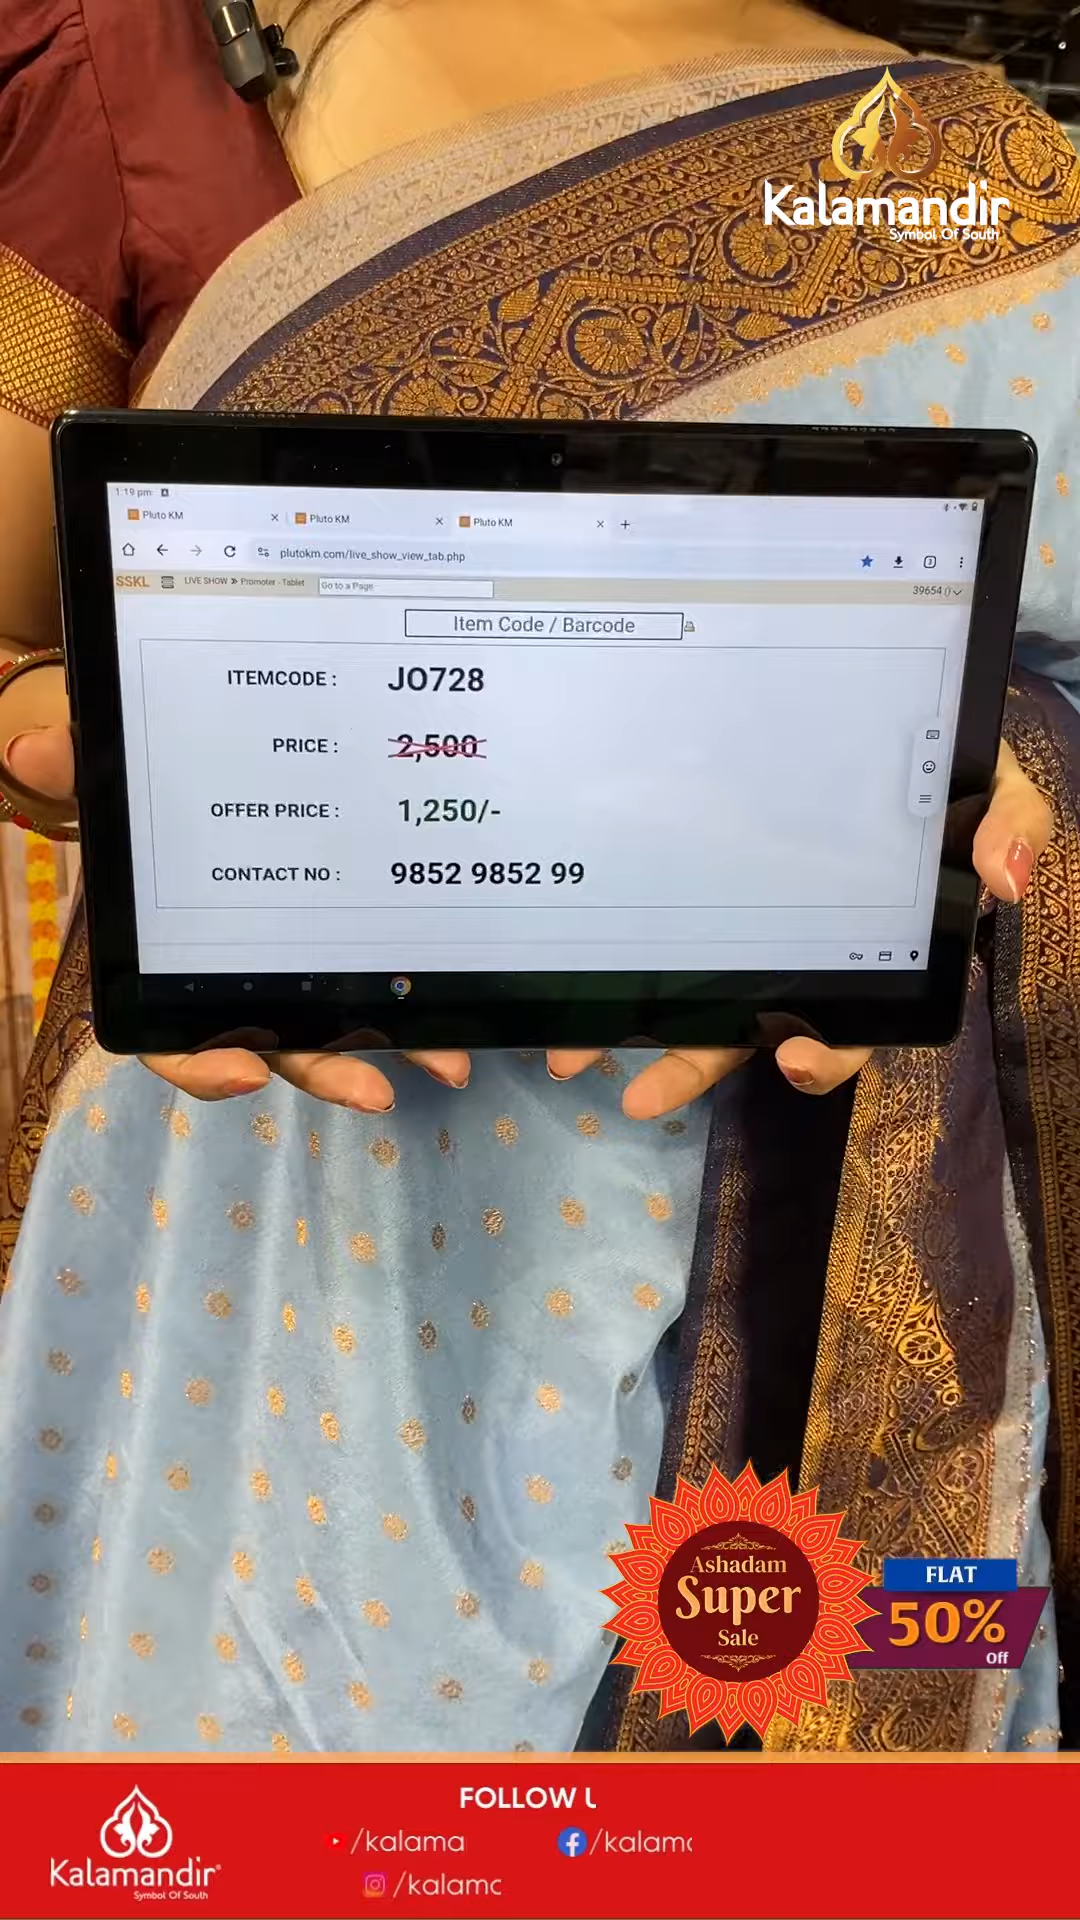 Kalamandir
Symbol Of South
1:19 pm
Pluto KM
Pluto KM
Pluto KM
plutokm.com/live_show_view_tab.php
SSKL
LIVE SHOW » Promoter - Tablet
Go to a Page
39654 ()
Item Code / Barcode
ITEMCODE : JO728
PRICE : 2,500
OFFER PRICE : 1,250/-
CONTACT NO : 9852 9852 99
Ashadam
Super
Sale
FLAT
50%
Off
FOLLOW U
/kalama
/kalama
/kalama
Kalamandir
Symbol Of South